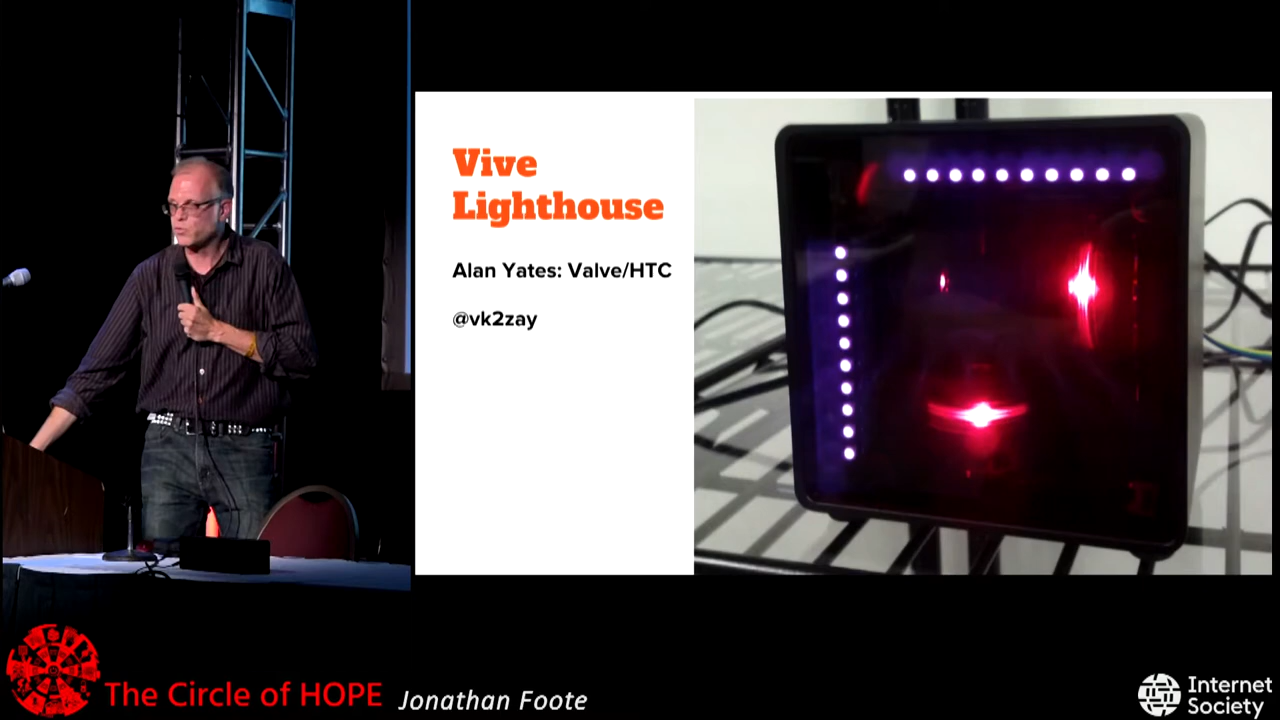 Vive
Lighthouse
Alan Yates: Valve/HTC
@vk2zay
The Circle of HOPE
Jonathan Foote
Internet
Society